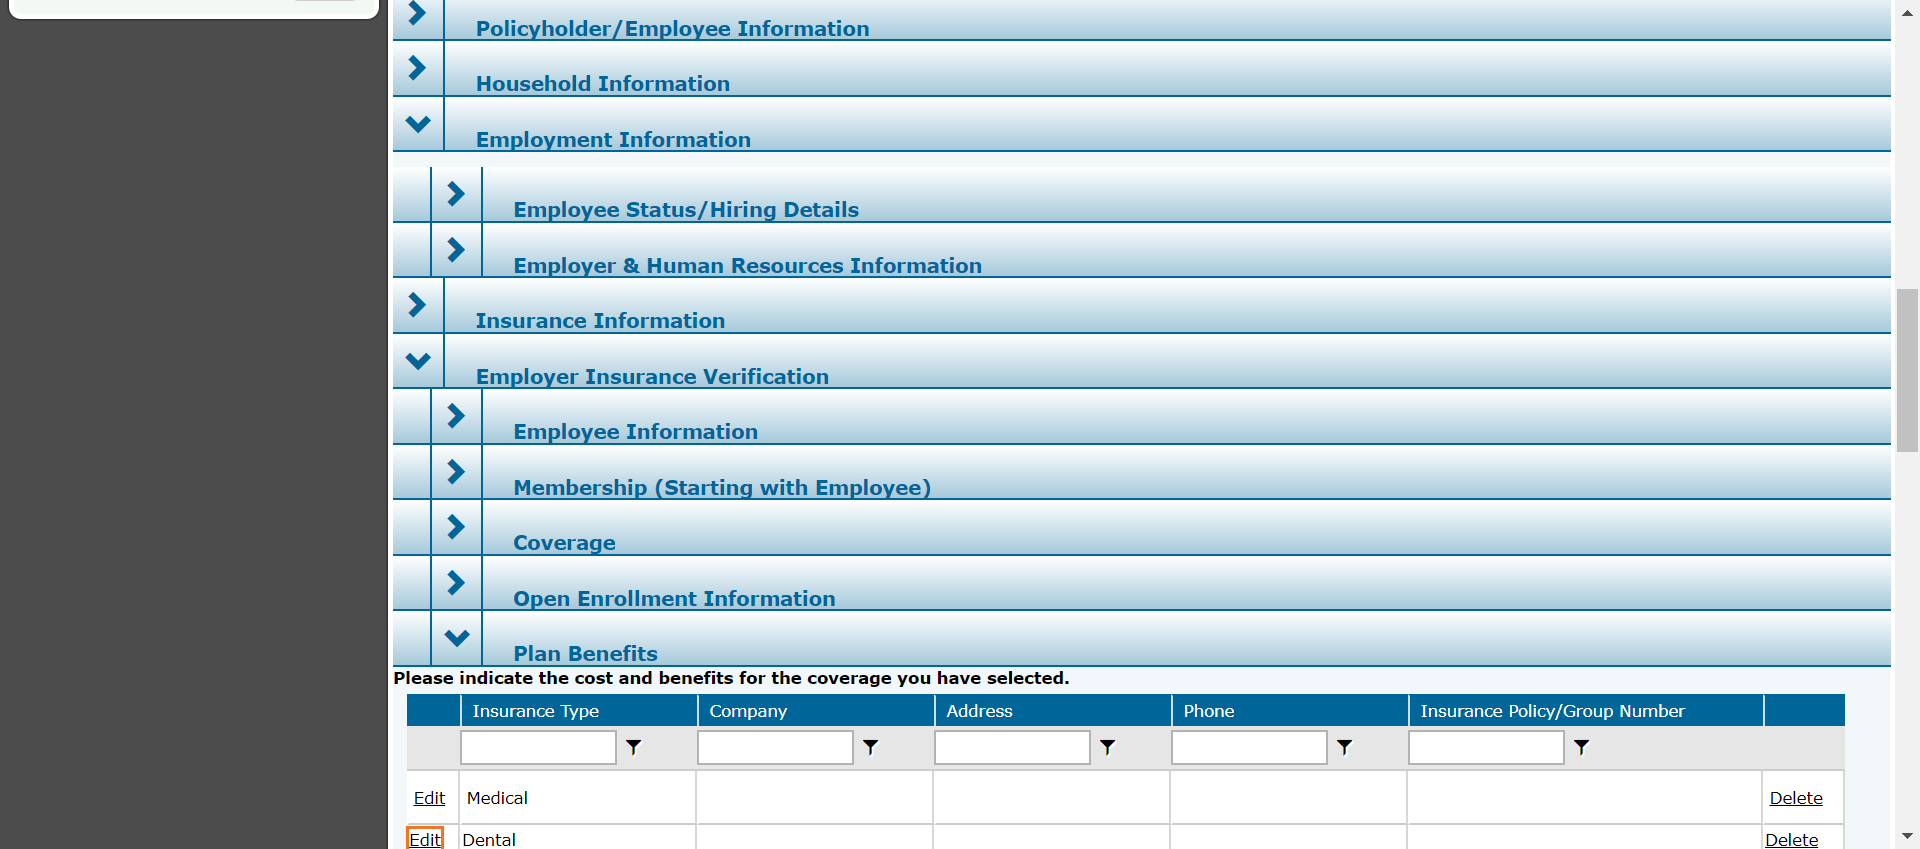 Policyholder/Employee Information
Household Information
Employment Information
Employee Status/Hiring Details
Employer & Human Resources Information
Insurance Information
Employer Insurance Verification
Employee Information
Membership (Starting with Employee)
Coverage
Open Enrollment Information
Plan Benefits
Please indicate the cost and benefits for the coverage you have selected.
Insurance Type Company Address Phone Insurance Policy/Group Number
Edit Medical Delete
Edit Dental Delete